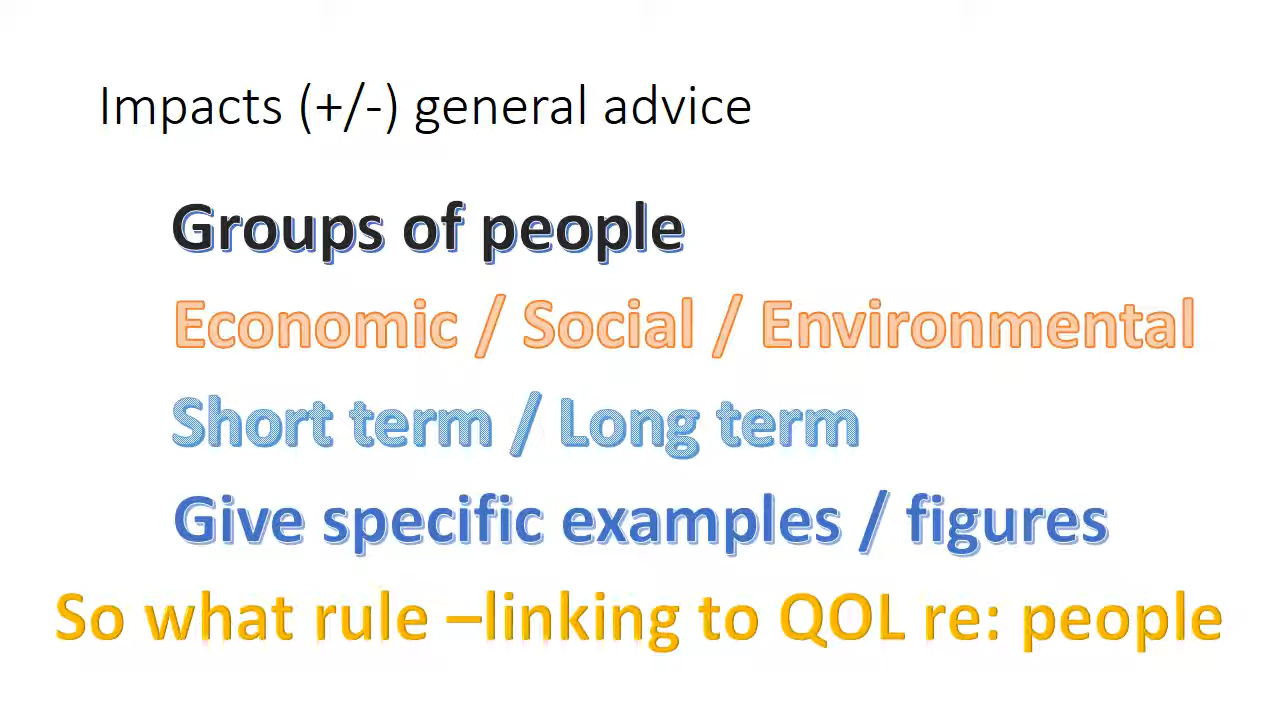 Impacts (+/-) general advice
Groups of people
Economic / Social / Environmental
Short term / Long term
Give specific examples / figures
So what rule –linking to QOL re: people